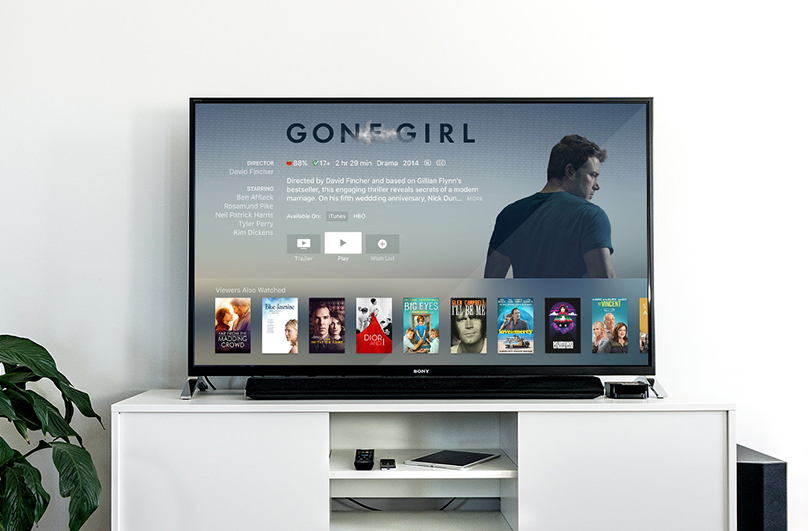 GONE GIRL
DIRECTOR
David Fincher
STARRING
Ben Affleck
Rosamund Pike
Neil Patrick Harris
Tyler Perry
Kim Dickens
88% 17+ 2 hr 29 min Drama 2014 CC
Directed by David Fincher and based on Gillian Flynn's
bestseller, this engaging thriller reveals secrets of a modern
marriage. On his fifth weddding anniversary, Nick Dun... MORE
Available On: iTunes HBO
Trailer
Play
Wish List
Viewers Also Watched
FAR FROM THE
MADDING
CROWD
Blue Jasmine
DIOR
AND I
BIG EYES
GLEN CAMPBELL
I'LL BE ME
love & mercy
ST.
VINCENT
SONY